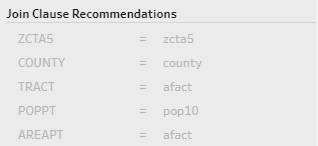 Join Clause Recommendations
ZCTA5 = zcta5
COUNTY = county
TRACT = afact
POPPT = pop10
AREAPT = afact